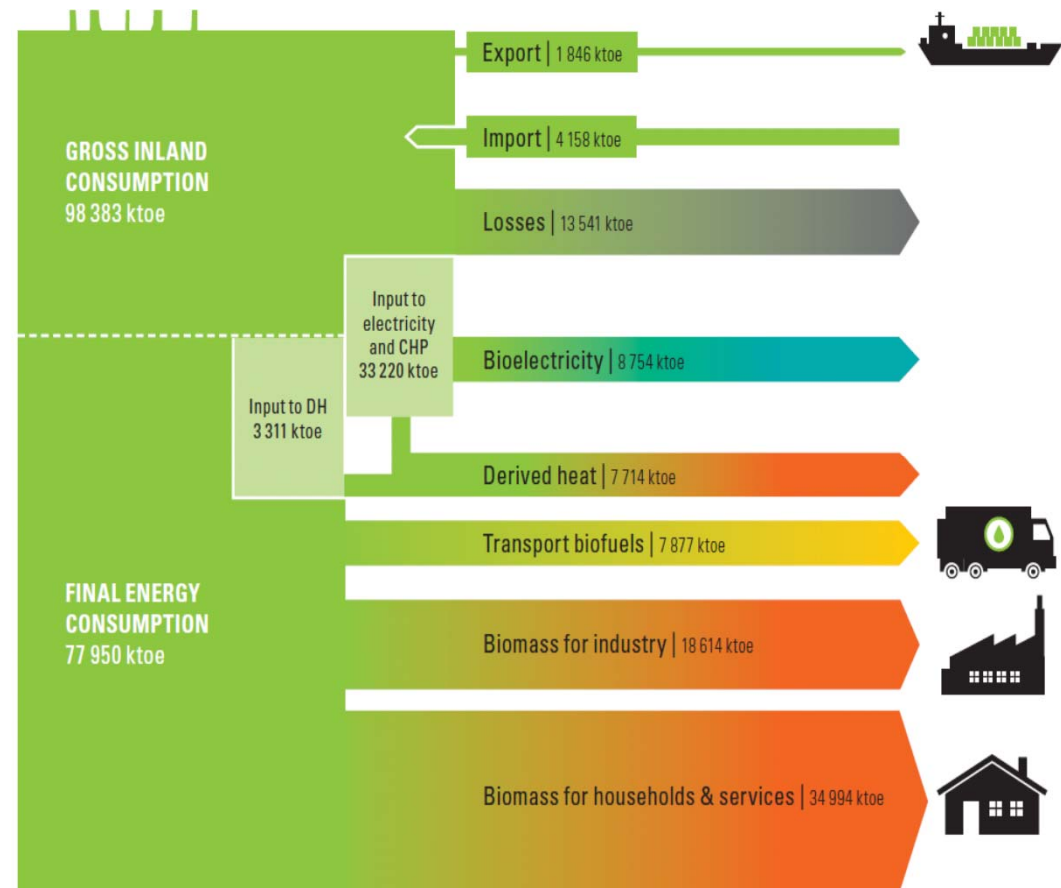 Export | 1 846 ktoe
Import | 4 158 ktoe
GROSS INLAND
CONSUMPTION
98 383 ktoe
Losses | 13 541 ktoe
Input to
electricity
and CHP
33 220 ktoe
Bioelectricity | 8 754 ktoe
Input to DH
3 311 ktoe
Derived heat | 7 714 ktoe
Transport biofuels | 7 877 ktoe
FINAL ENERGY
CONSUMPTION
77 950 ktoe
Biomass for industry | 18 614 ktoe
Biomass for households & services | 34 994 ktoe